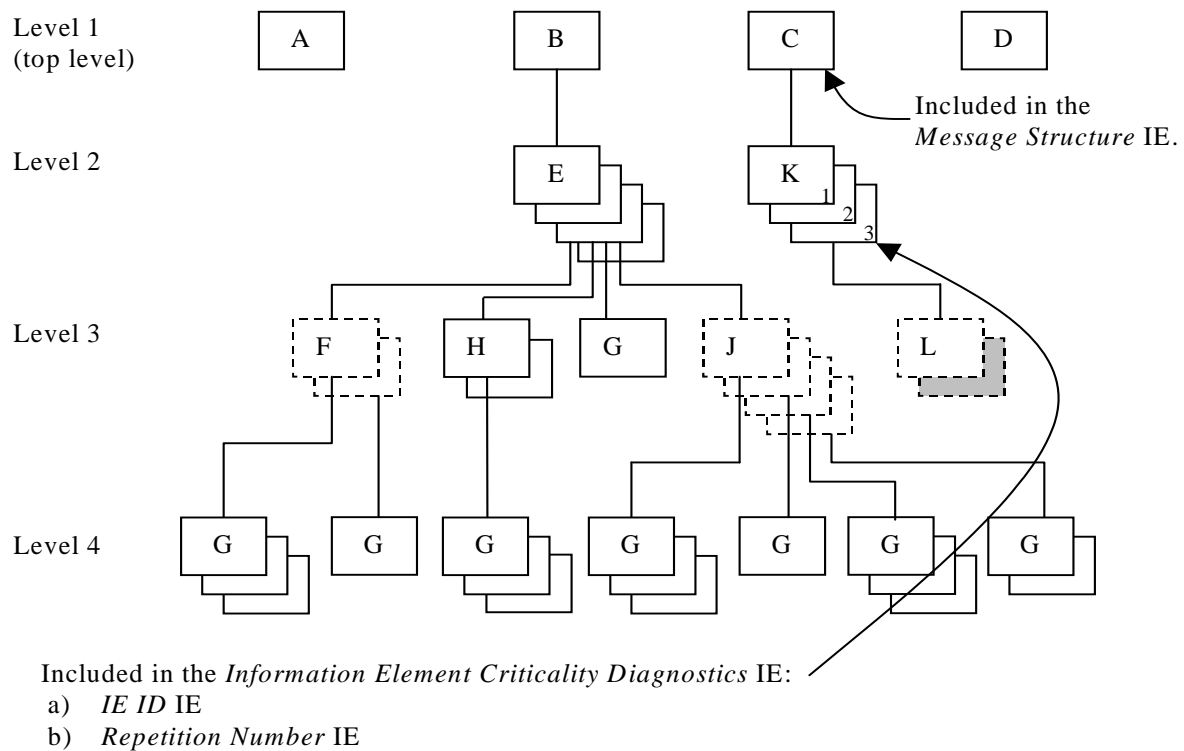 Level 1
(top level)
A
B
C
D
Included in the
Message Structure IE.
Level 2
E
K
1
2
3
Level 3
F
H
G
J
L
Level 4
G
G
G
G
G
G
G
Included in the Information Element Criticality Diagnostics IE:
a) IE ID IE
b) Repetition Number IE